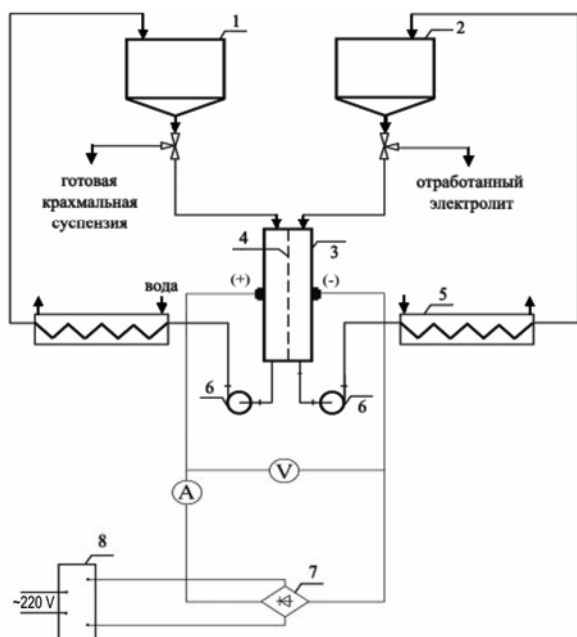 1
2
готовая
крахмальная
суспензия
отработанный
электролит
4
3
(+)
(-)
вода
5
6
6
V
A
8
7
~220 V